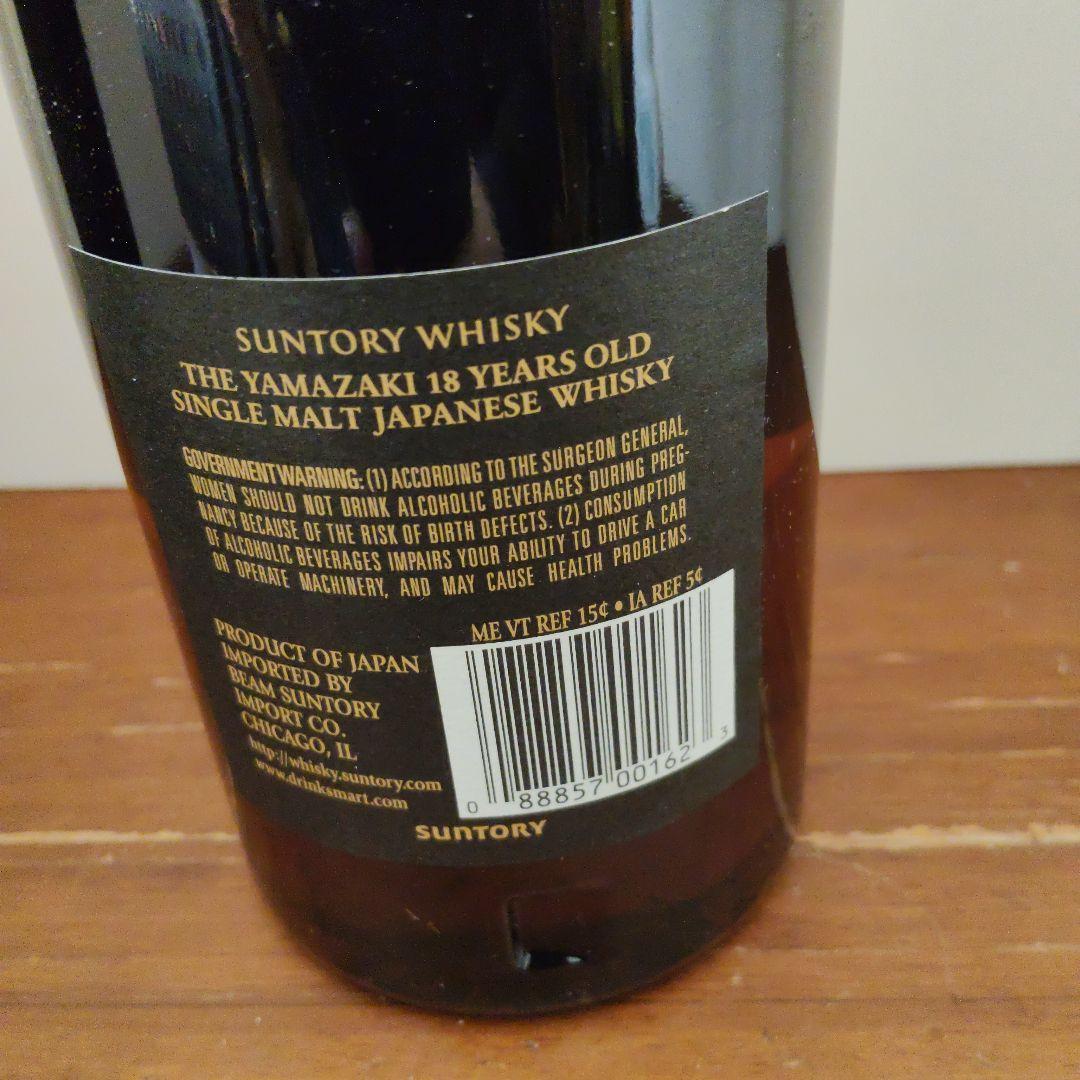 SUNTORY WHISKY
THE YAMAZAKI 18 YEARS OLD
SINGLE MALT JAPANESE WHISKY
GOVERNMENT WARNING: (1) ACCORDING TO THE SURGEON GENERAL,
WOMEN SHOULD NOT DRINK ALCOHOLIC BEVERAGES DURING PREG-
NANCY BECAUSE OF THE RISK OF BIRTH DEFECTS. (2) CONSUMPTION
OF ALCOHOLIC BEVERAGES IMPAIRS YOUR ABILITY TO DRIVE A CAR
OR OPERATE MACHINERY, AND MAY CAUSE HEALTH PROBLEMS.
ME VT REF 15¢ • IA REF 5¢
PRODUCT OF JAPAN
IMPORTED BY
BEAM SUNTORY
IMPORT CO.
CHICAGO, IL
http://whisky.suntory.com
www.drinksmart.com
0 88857 00162 3
SUNTORY